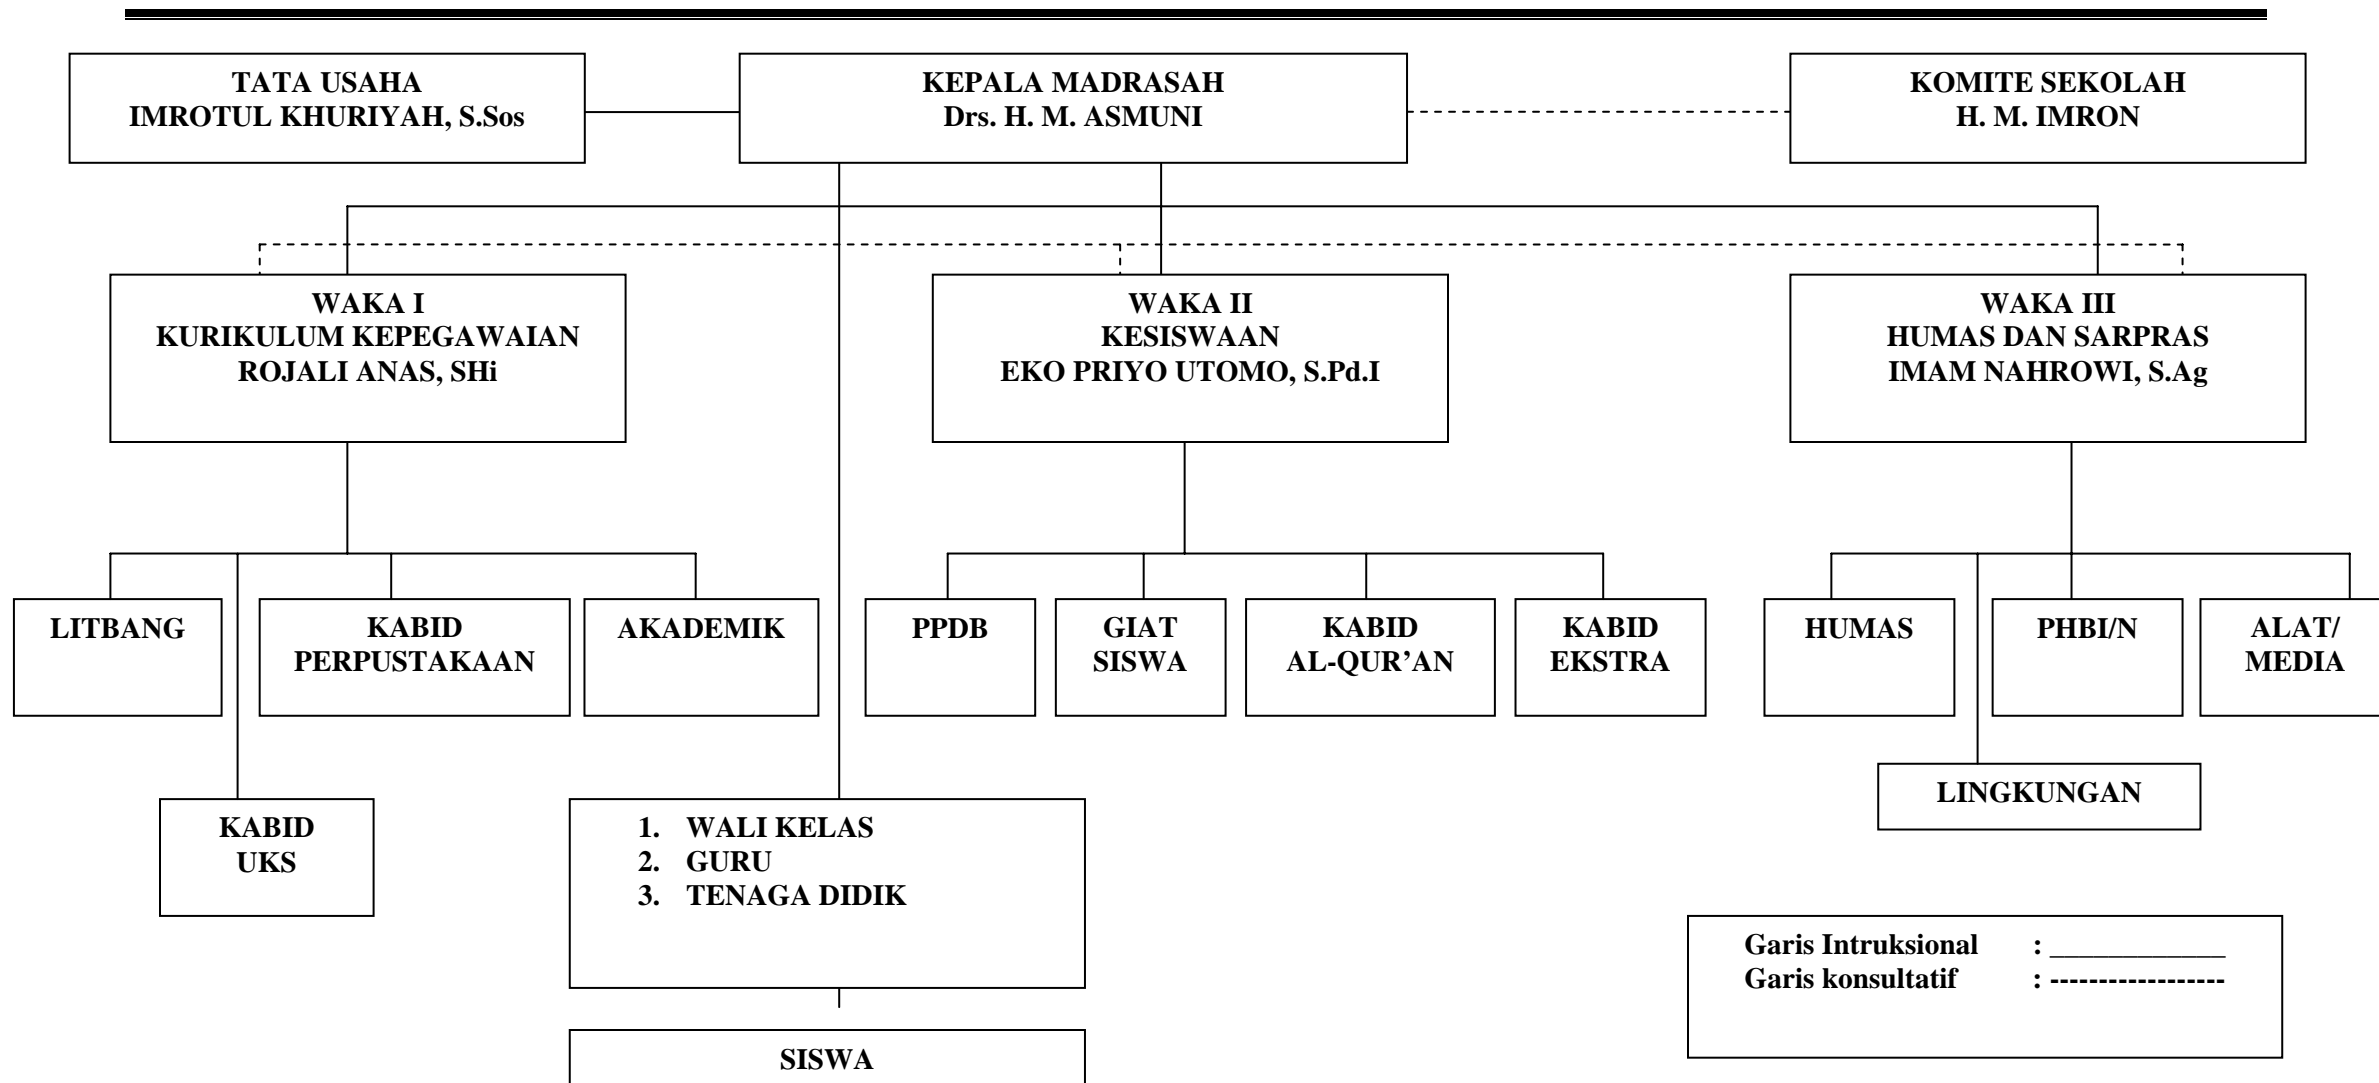 TATA USAHA
IMROTUL KHURIYAH, S.Sos
KEPALA MADRASAH
Drs. H. M. ASMUNI
KOMITE SEKOLAH
H. M. IMRON
WAKA I
KURIKULUM KEPEGAWAIAN
ROJALI ANAS, SHi
WAKA II
KESISWAAN
EKO PRIYO UTOMO, S.Pd.I
WAKA III
HUMAS DAN SARPRAS
IMAM NAHROWI, S.Ag
LITBANG
KABID
PERPUSTAKAAN
AKADEMIK
PPDB
GIAT
SISWA
KABID
AL-QUR’AN
KABID
EKSTRA
HUMAS
PHBI/N
ALAT/
MEDIA
LINGKUNGAN
KABID
UKS
1. WALI KELAS
2. GURU
3. TENAGA DIDIK
Garis Intruksional : ____________
Garis konsultatif : ------------------
SISWA